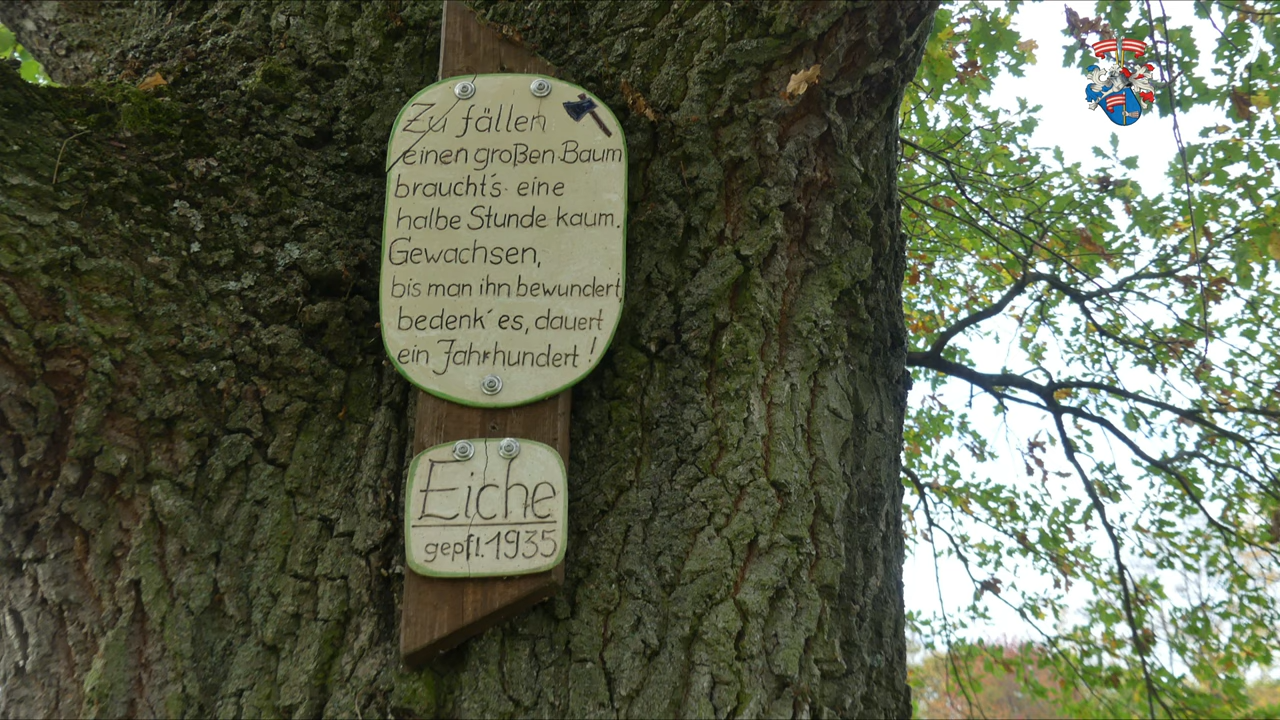 Zu fällen
einen großen Baum
braucht's eine
halbe Stunde kaum.
Gewachsen,
bis man ihn bewundert
bedenk´es, dauert
ein Jahrhundert!
Eiche
gepfl.1935